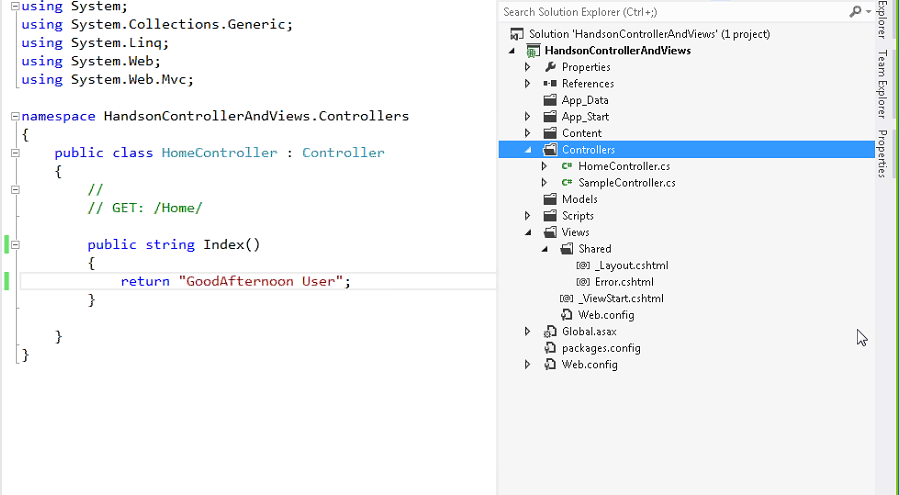 using System;
using System.Collections.Generic;
using System.Linq;
using System.Web;
using System.Web.Mvc;
namespace HandsonControllerAndViews.Controllers
{
public class HomeController : Controller
{
//
// GET: /Home/
public string Index()
{
return "GoodAfternoon User";
}
}
}
Search Solution Explorer (Ctrl+;)
Solution 'HandsonControllerAndViews' (1 project)
HandsonControllerAndViews
Properties
References
App_Data
App_Start
Content
Controllers
C# HomeController.cs
C# SampleController.cs
Models
Scripts
Views
Shared
[@] _Layout.cshtml
[@] Error.cshtml
[@] _ViewStart.cshtml
Web.config
Global.asax
packages.config
Web.config
Explorer
Team Explorer
Properties